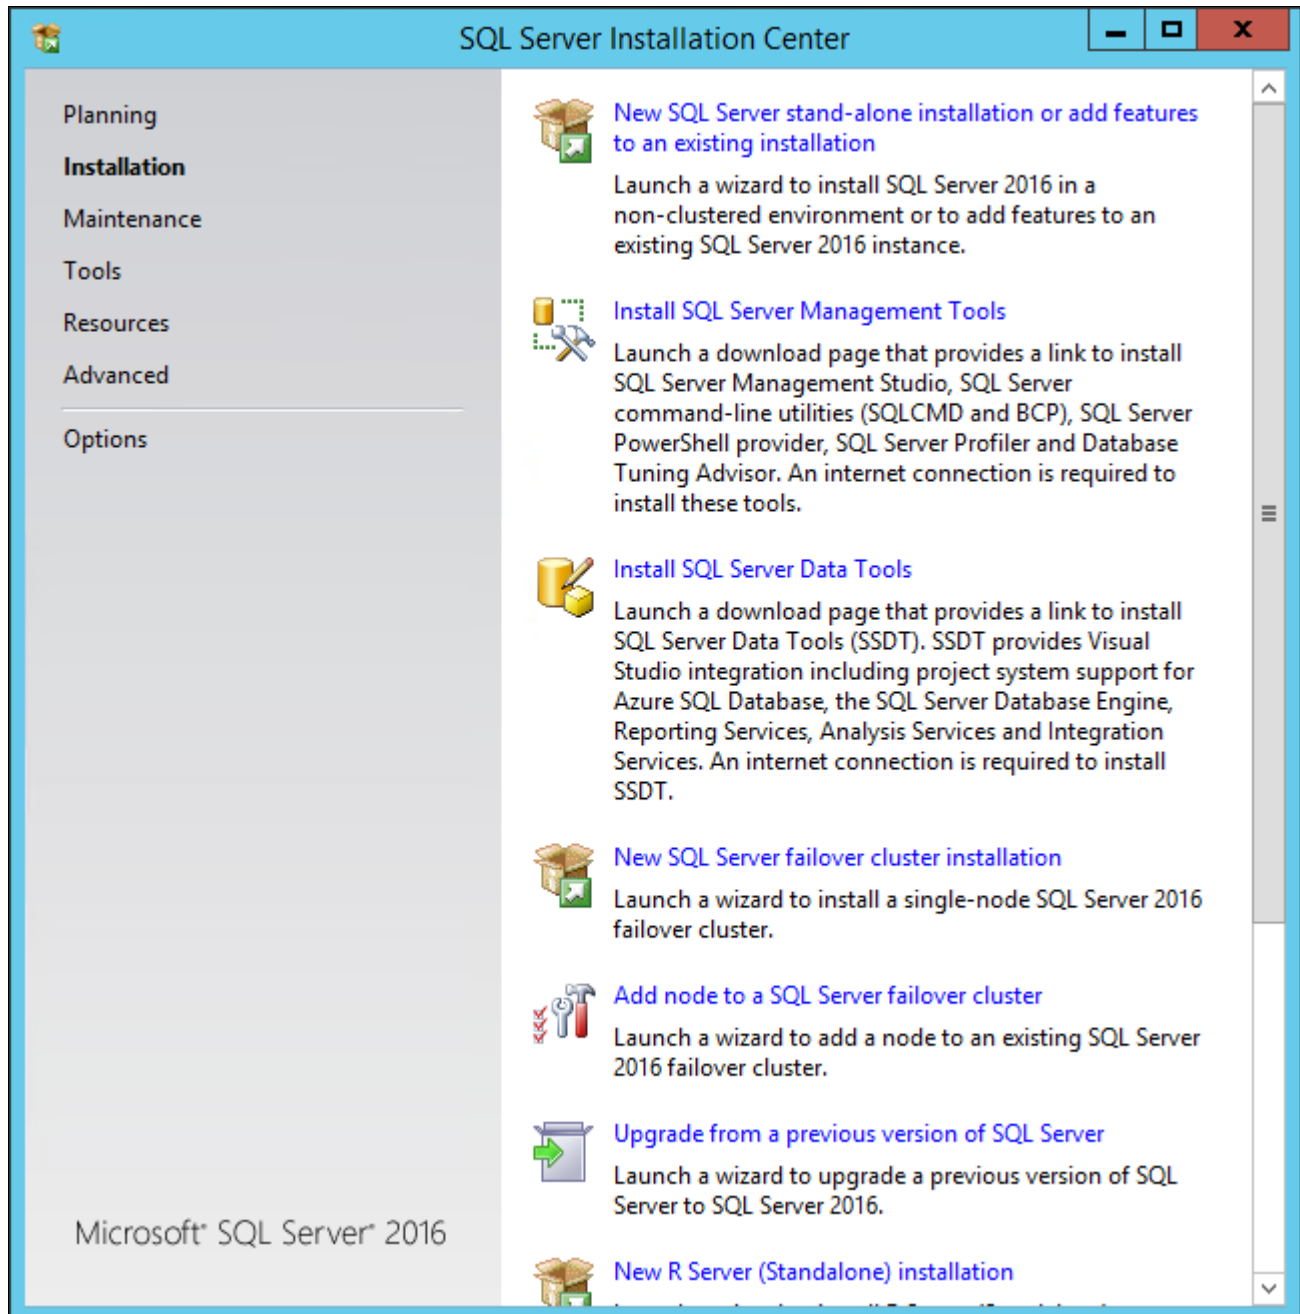 SQL Server Installation Center
Planning
Installation
Maintenance
Tools
Resources
Advanced
Options
Microsoft® SQL Server® 2016
New SQL Server stand-alone installation or add features
to an existing installation
Launch a wizard to install SQL Server 2016 in a
non-clustered environment or to add features to an
existing SQL Server 2016 instance.
Install SQL Server Management Tools
Launch a download page that provides a link to install
SQL Server Management Studio, SQL Server
command-line utilities (SQLCMD and BCP), SQL Server
PowerShell provider, SQL Server Profiler and Database
Tuning Advisor. An internet connection is required to
install these tools.
Install SQL Server Data Tools
Launch a download page that provides a link to install
SQL Server Data Tools (SSDT). SSDT provides Visual
Studio integration including project system support for
Azure SQL Database, the SQL Server Database Engine,
Reporting Services, Analysis Services and Integration
Services. An internet connection is required to install
SSDT.
New SQL Server failover cluster installation
Launch a wizard to install a single-node SQL Server 2016
failover cluster.
Add node to a SQL Server failover cluster
Launch a wizard to add a node to an existing SQL Server
2016 failover cluster.
Upgrade from a previous version of SQL Server
Launch a wizard to upgrade a previous version of SQL
Server to SQL Server 2016.
New R Server (Standalone) installation